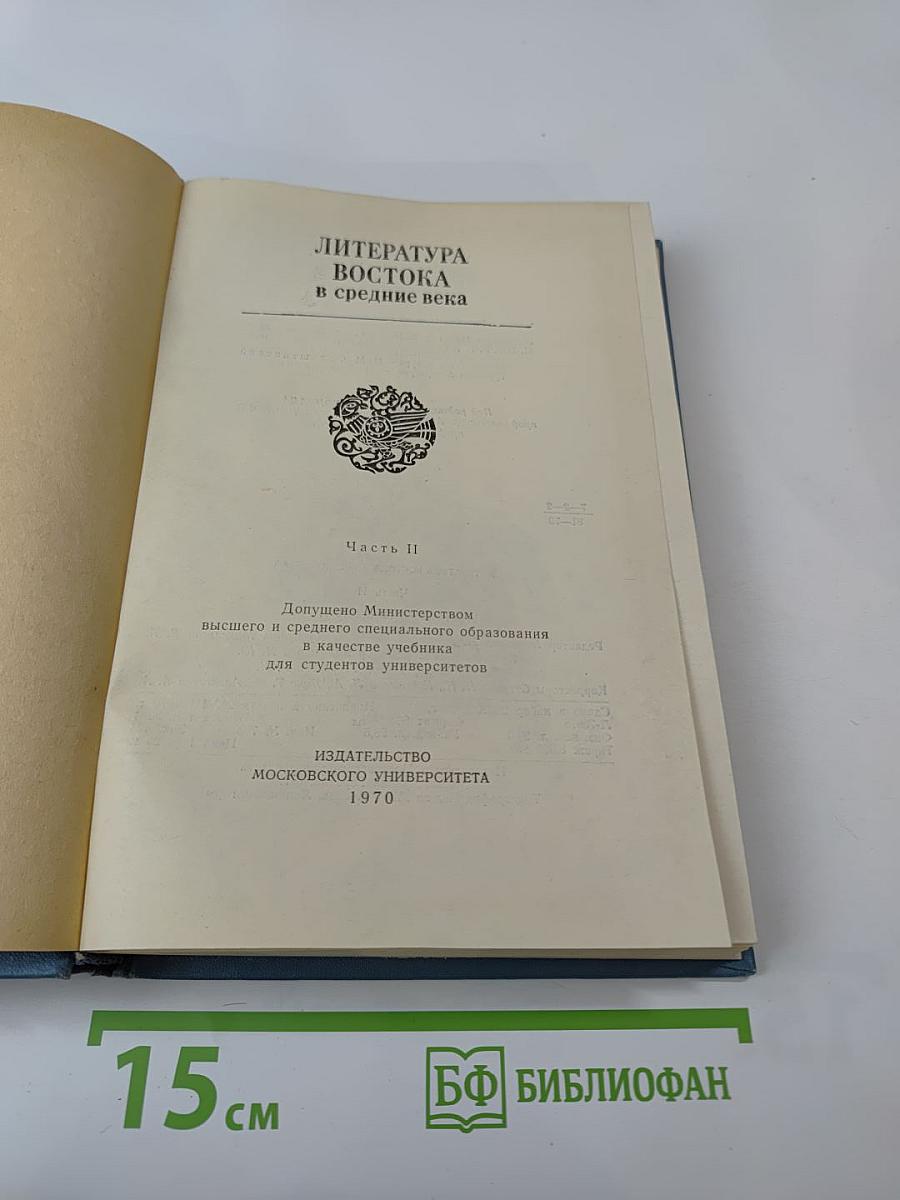 ЛИТЕРАТУРА
ВОСТОКА
в средние века
Часть II
Допущено Министерством
высшего и среднего специального образования
в качестве учебника
для студентов университетов
ИЗДАТЕЛЬСТВО
МОСКОВСКОГО УНИВЕРСИТЕТА
1970
15 см
БФ БИБЛИОФАН